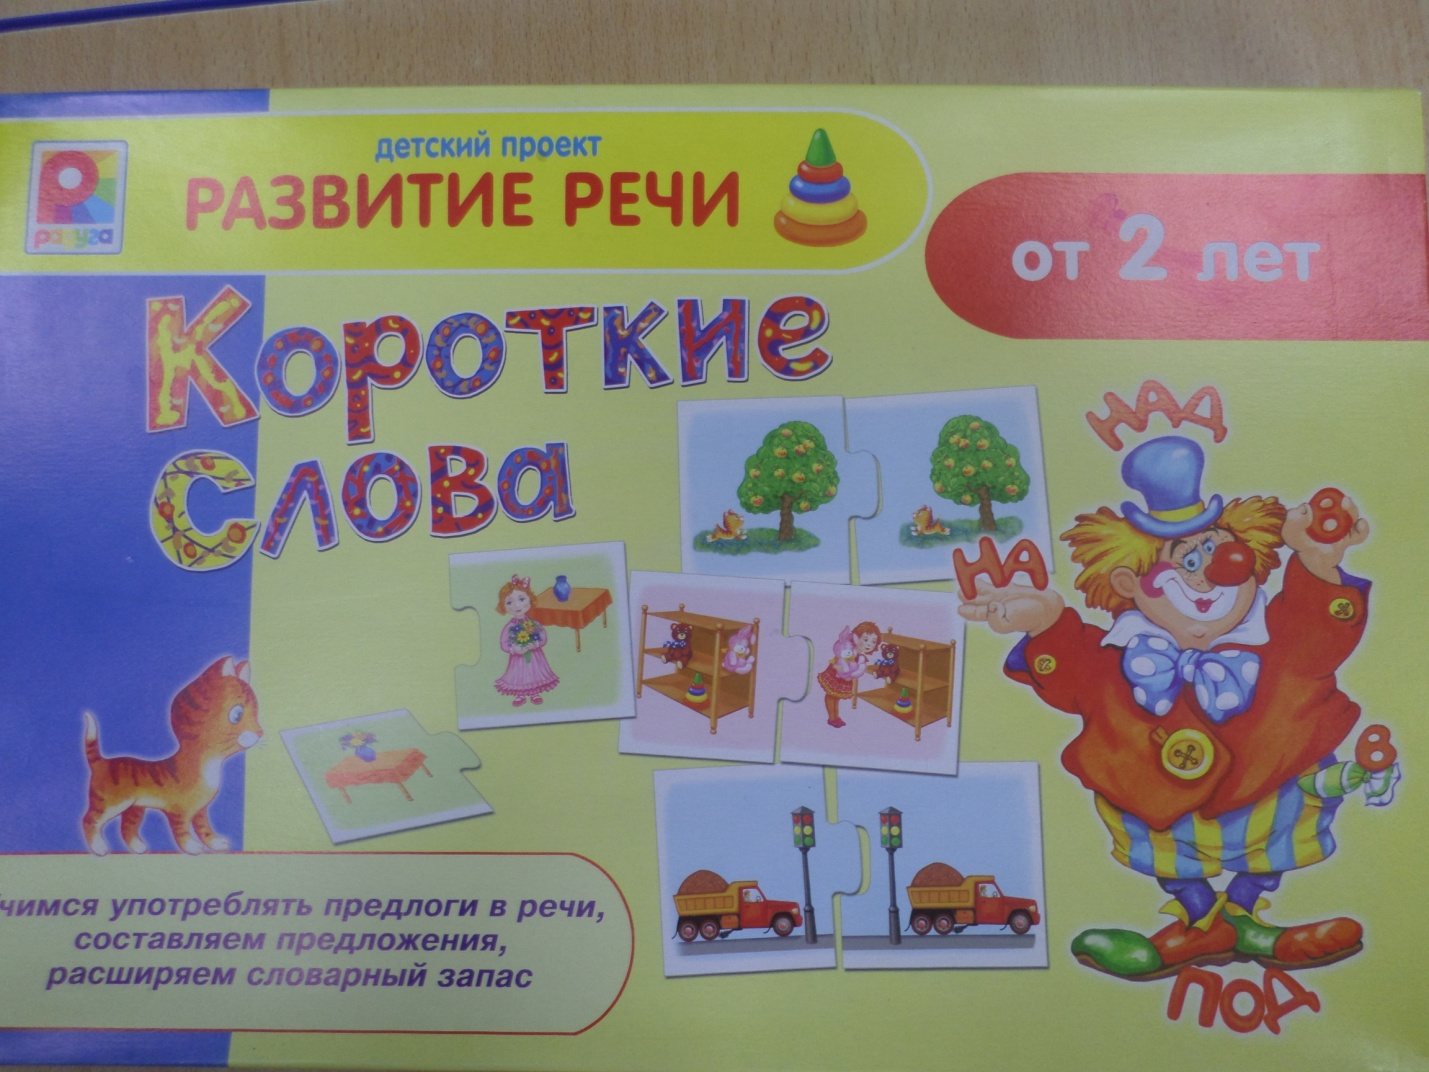 детский проект
РАЗВИТИЕ РЕЧИ
радуга
от 2 лет
Короткие
слова
НАД
НА
В
В
чимся употреблять предлоги в речи,
составляем предложения,
расширяем словарный запас
ПОД